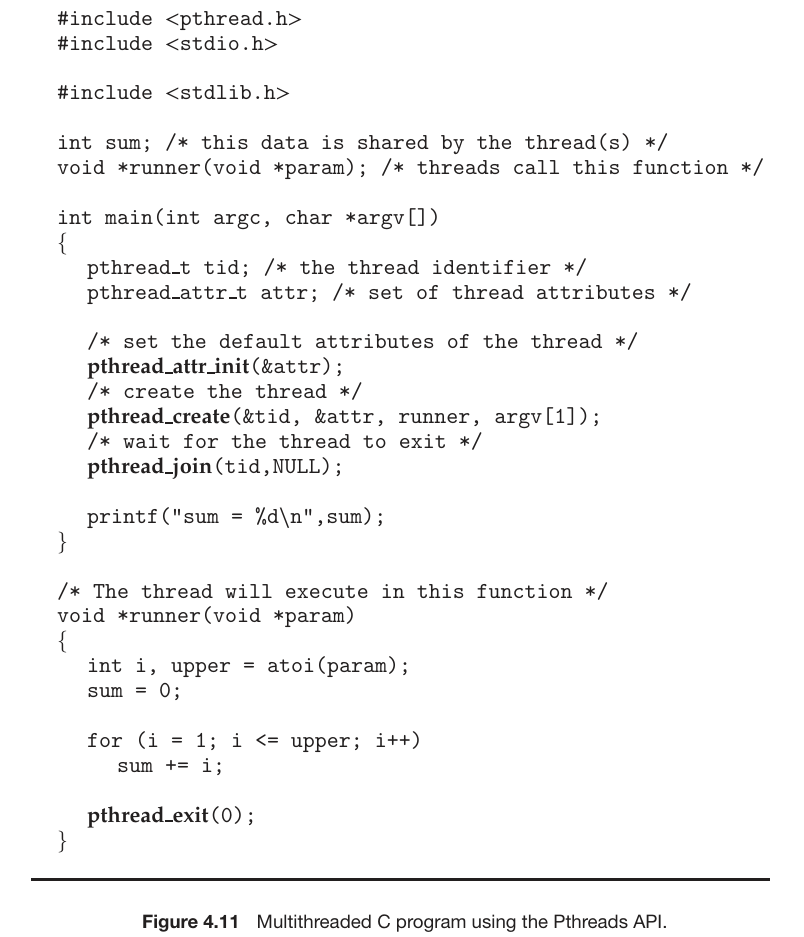 #include <pthread.h>
#include <stdio.h>

#include <stdlib.h>

int sum; /* this data is shared by the thread(s) */
void *runner(void *param); /* threads call this function */

int main(int argc, char *argv[])
{
   pthread_t tid; /* the thread identifier */
   pthread_attr_t attr; /* set of thread attributes */

   /* set the default attributes of the thread */
   pthread_attr_init(&attr);
   /* create the thread */
   pthread_create(&tid, &attr, runner, argv[1]);
   /* wait for the thread to exit */
   pthread_join(tid,NULL);

   printf("sum = %d\n",sum);
}

/* The thread will execute in this function */
void *runner(void *param)
{
   int i, upper = atoi(param);
   sum = 0;

   for (i = 1; i <= upper; i++)
      sum += i;

   pthread_exit(0);
}

Figure 4.11 Multithreaded C program using the Pthreads API.